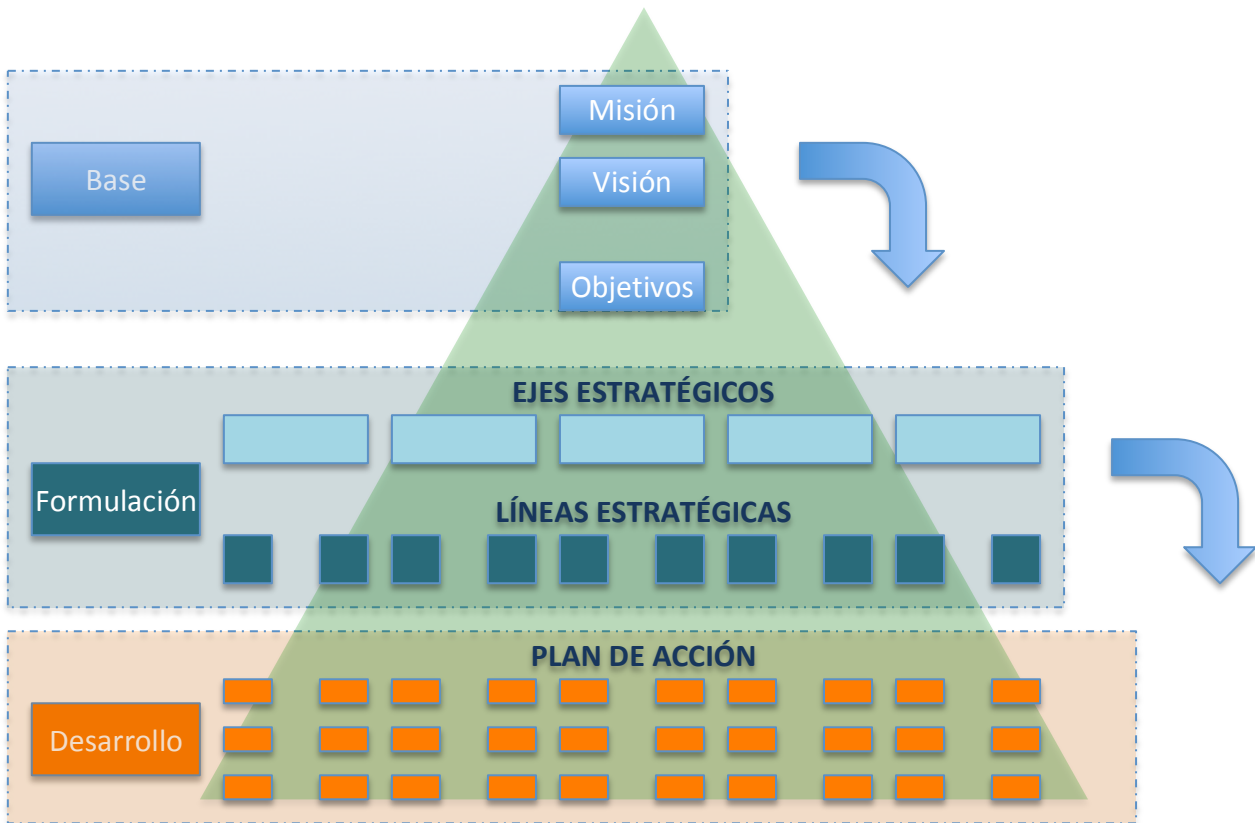 Misión
Base
Visión
Objetivos
EJES ESTRATÉGICOS
Formulación
LÍNEAS ESTRATÉGICAS
PLAN DE ACCIÓN
Desarrollo